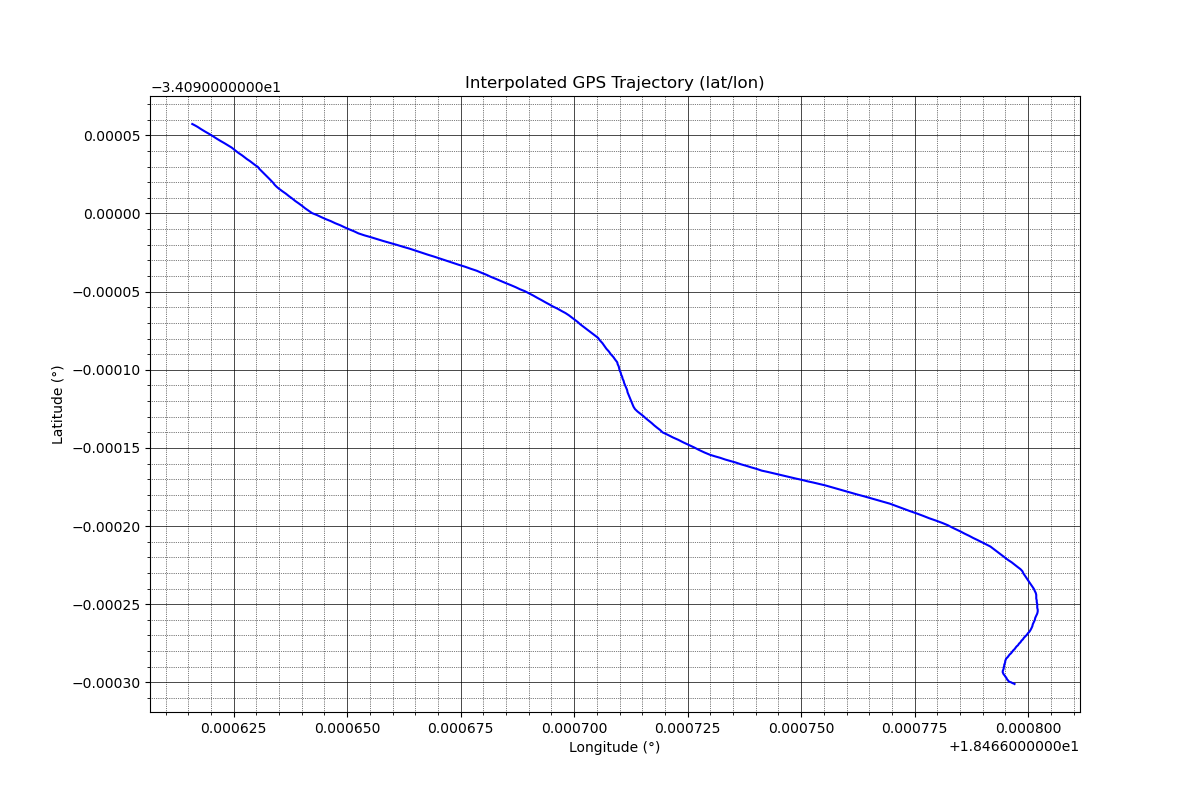 Interpolated GPS Trajectory (lat/lon)
−3.4090000000e1
0.00005
0.00000
−0.00005
−0.00010
−0.00015
−0.00020
−0.00025
−0.00030
Latitude (°)
0.000625 0.000650 0.000675 0.000700 0.000725 0.000750 0.000775 0.000800
Longitude (°)
+1.8466000000e1